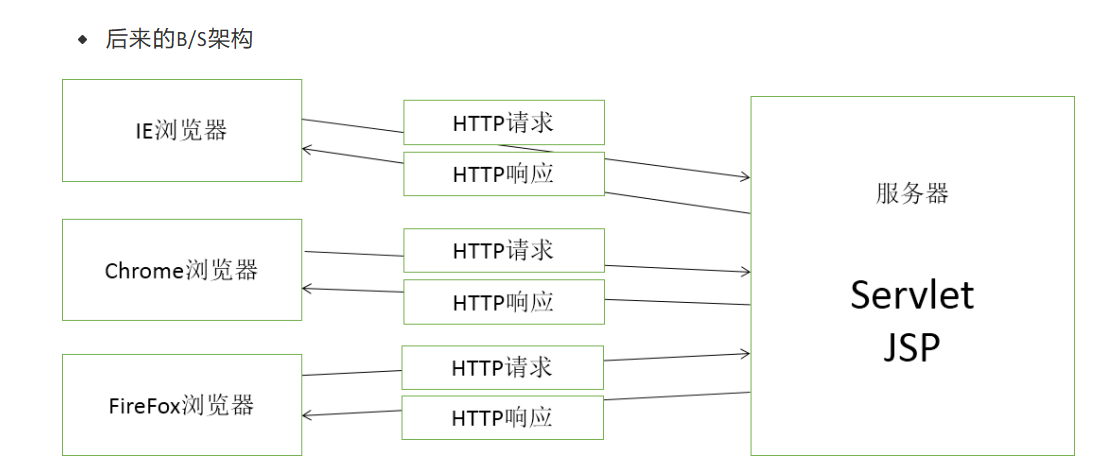 后来的B/S架构
IE浏览器
HTTP请求
HTTP响应
Chrome浏览器
HTTP请求
HTTP响应
FireFox浏览器
HTTP请求
HTTP响应
服务器
Servlet
JSP